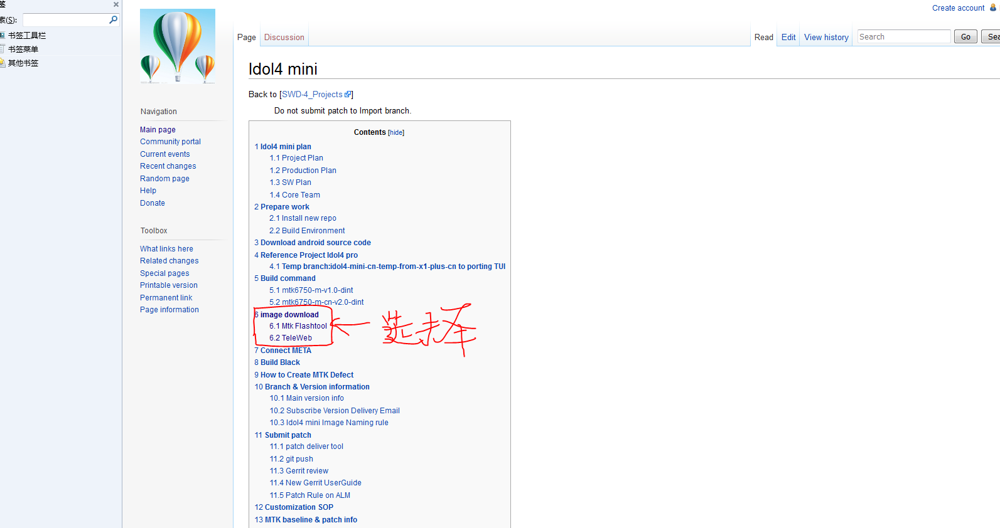 签
索(S):
书签工具栏
书签菜单
其他书签
Create account
Page
Discussion
Read
Edit
View history
Search
Go
Sea
Idol4 mini
Back to [SWD-4_Projects]
Do not submit patch to Import branch.
Navigation
Main page
Community portal
Current events
Recent changes
Random page
Help
Donate
Toolbox
What links here
Related changes
Special pages
Printable version
Permanent link
Page information
Contents [hide]
1 Idol4 mini plan
1.1 Project Plan
1.2 Production Plan
1.3 SW Plan
1.4 Core Team
2 Prepare work
2.1 Install new repo
2.2 Build Environment
3 Download android source code
4 Reference Project Idol4 pro
4.1 Temp branch:idol4-mini-cn-temp-from-x1-plus-cn to porting TUI
5 Build command
5.1 mtk6750-m-v1.0-dint
5.2 mtk6750-m-cn-v2.0-dint
6 image download
6.1 Mtk Flashtool
选择
6.2 TeleWeb
7 Connect META
8 Build Black
9 How to Create MTK Defect
10 Branch & Version information
10.1 Main version info
10.2 Subscribe Version Delivery Email
10.3 Idol4 mini Image Naming rule
11 Submit patch
11.1 patch deliver tool
11.2 git push
11.3 Gerrit review
11.4 New Gerrit UserGuide
11.5 Patch Rule on ALM
12 Customization SOP
13 MTK baseline & patch info